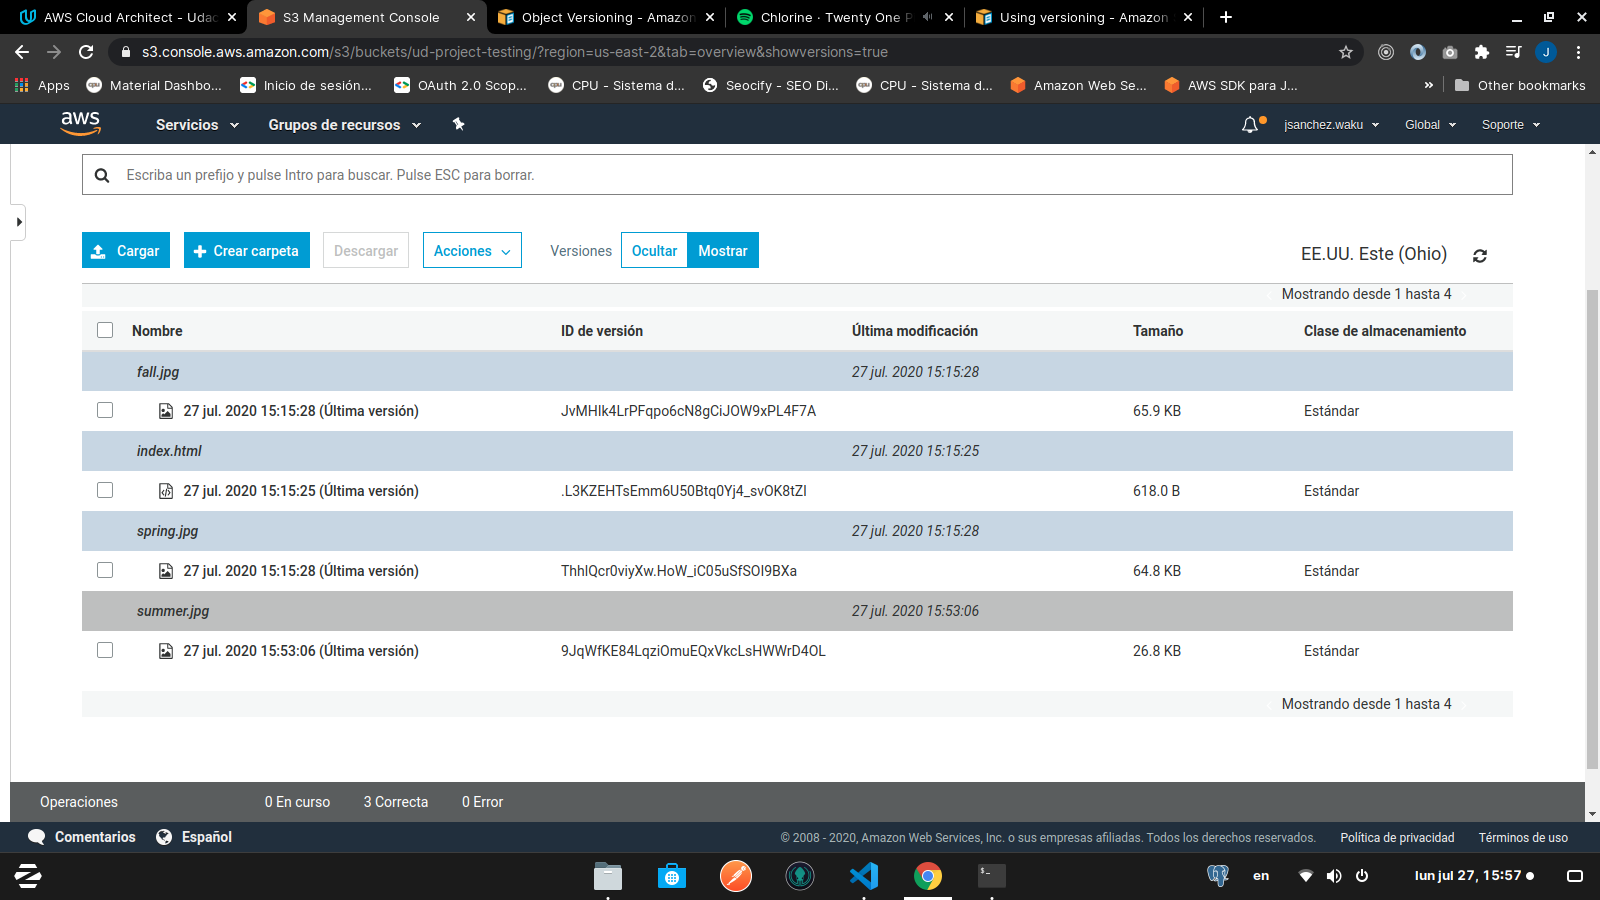 AWS Cloud Architect - Udac
S3 Management Console
Object Versioning - Amazon
Chlorine · Twenty One P
Using versioning - Amazon
s3.console.aws.amazon.com/s3/buckets/ud-project-testing/?region=us-east-2&tab=overview&showversions=true
J
Apps
Material Dashbo...
Inicio de sesión...
OAuth 2.0 Scop...
CPU - Sistema d...
Seocify - SEO Di...
CPU - Sistema d...
Amazon Web Se...
AWS SDK para J...
»
Other bookmarks
aws
Servicios
Grupos de recursos
jsanchez.waku
Global
Soporte
Escriba un prefijo y pulse Intro para buscar. Pulse ESC para borrar.
Cargar
Crear carpeta
Descargar
Acciones
Versiones
Ocultar
Mostrar
EE.UU. Este (Ohio)
Mostrando desde 1 hasta 4
Nombre
ID de versión
Última modificación
Tamaño
Clase de almacenamiento
fall.jpg
27 jul. 2020 15:15:28
27 jul. 2020 15:15:28 (Última versión)
JvMHIk4LrPFqpo6cN8gCiJOW9xPL4F7A
65.9 KB
Estándar
index.html
27 jul. 2020 15:15:25
27 jul. 2020 15:15:25 (Última versión)
.L3KZEHTsEmm6U50Btq0Yj4_svOK8tZI
618.0 B
Estándar
spring.jpg
27 jul. 2020 15:15:28
27 jul. 2020 15:15:28 (Última versión)
ThhlQcr0viyXw.HoW_iC05uSfSOI9BXa
64.8 KB
Estándar
summer.jpg
27 jul. 2020 15:53:06
27 jul. 2020 15:53:06 (Última versión)
9JqWfKE84LqziOmuEQxVkcLsHWWrD4OL
26.8 KB
Estándar
Mostrando desde 1 hasta 4
Operaciones
0 En curso
3 Correcta
0 Error
Comentarios
Español
© 2008 - 2020, Amazon Web Services, Inc. o sus empresas afiliadas. Todos los derechos reservados.
Política de privacidad
Términos de uso
en
lun jul 27, 15:57